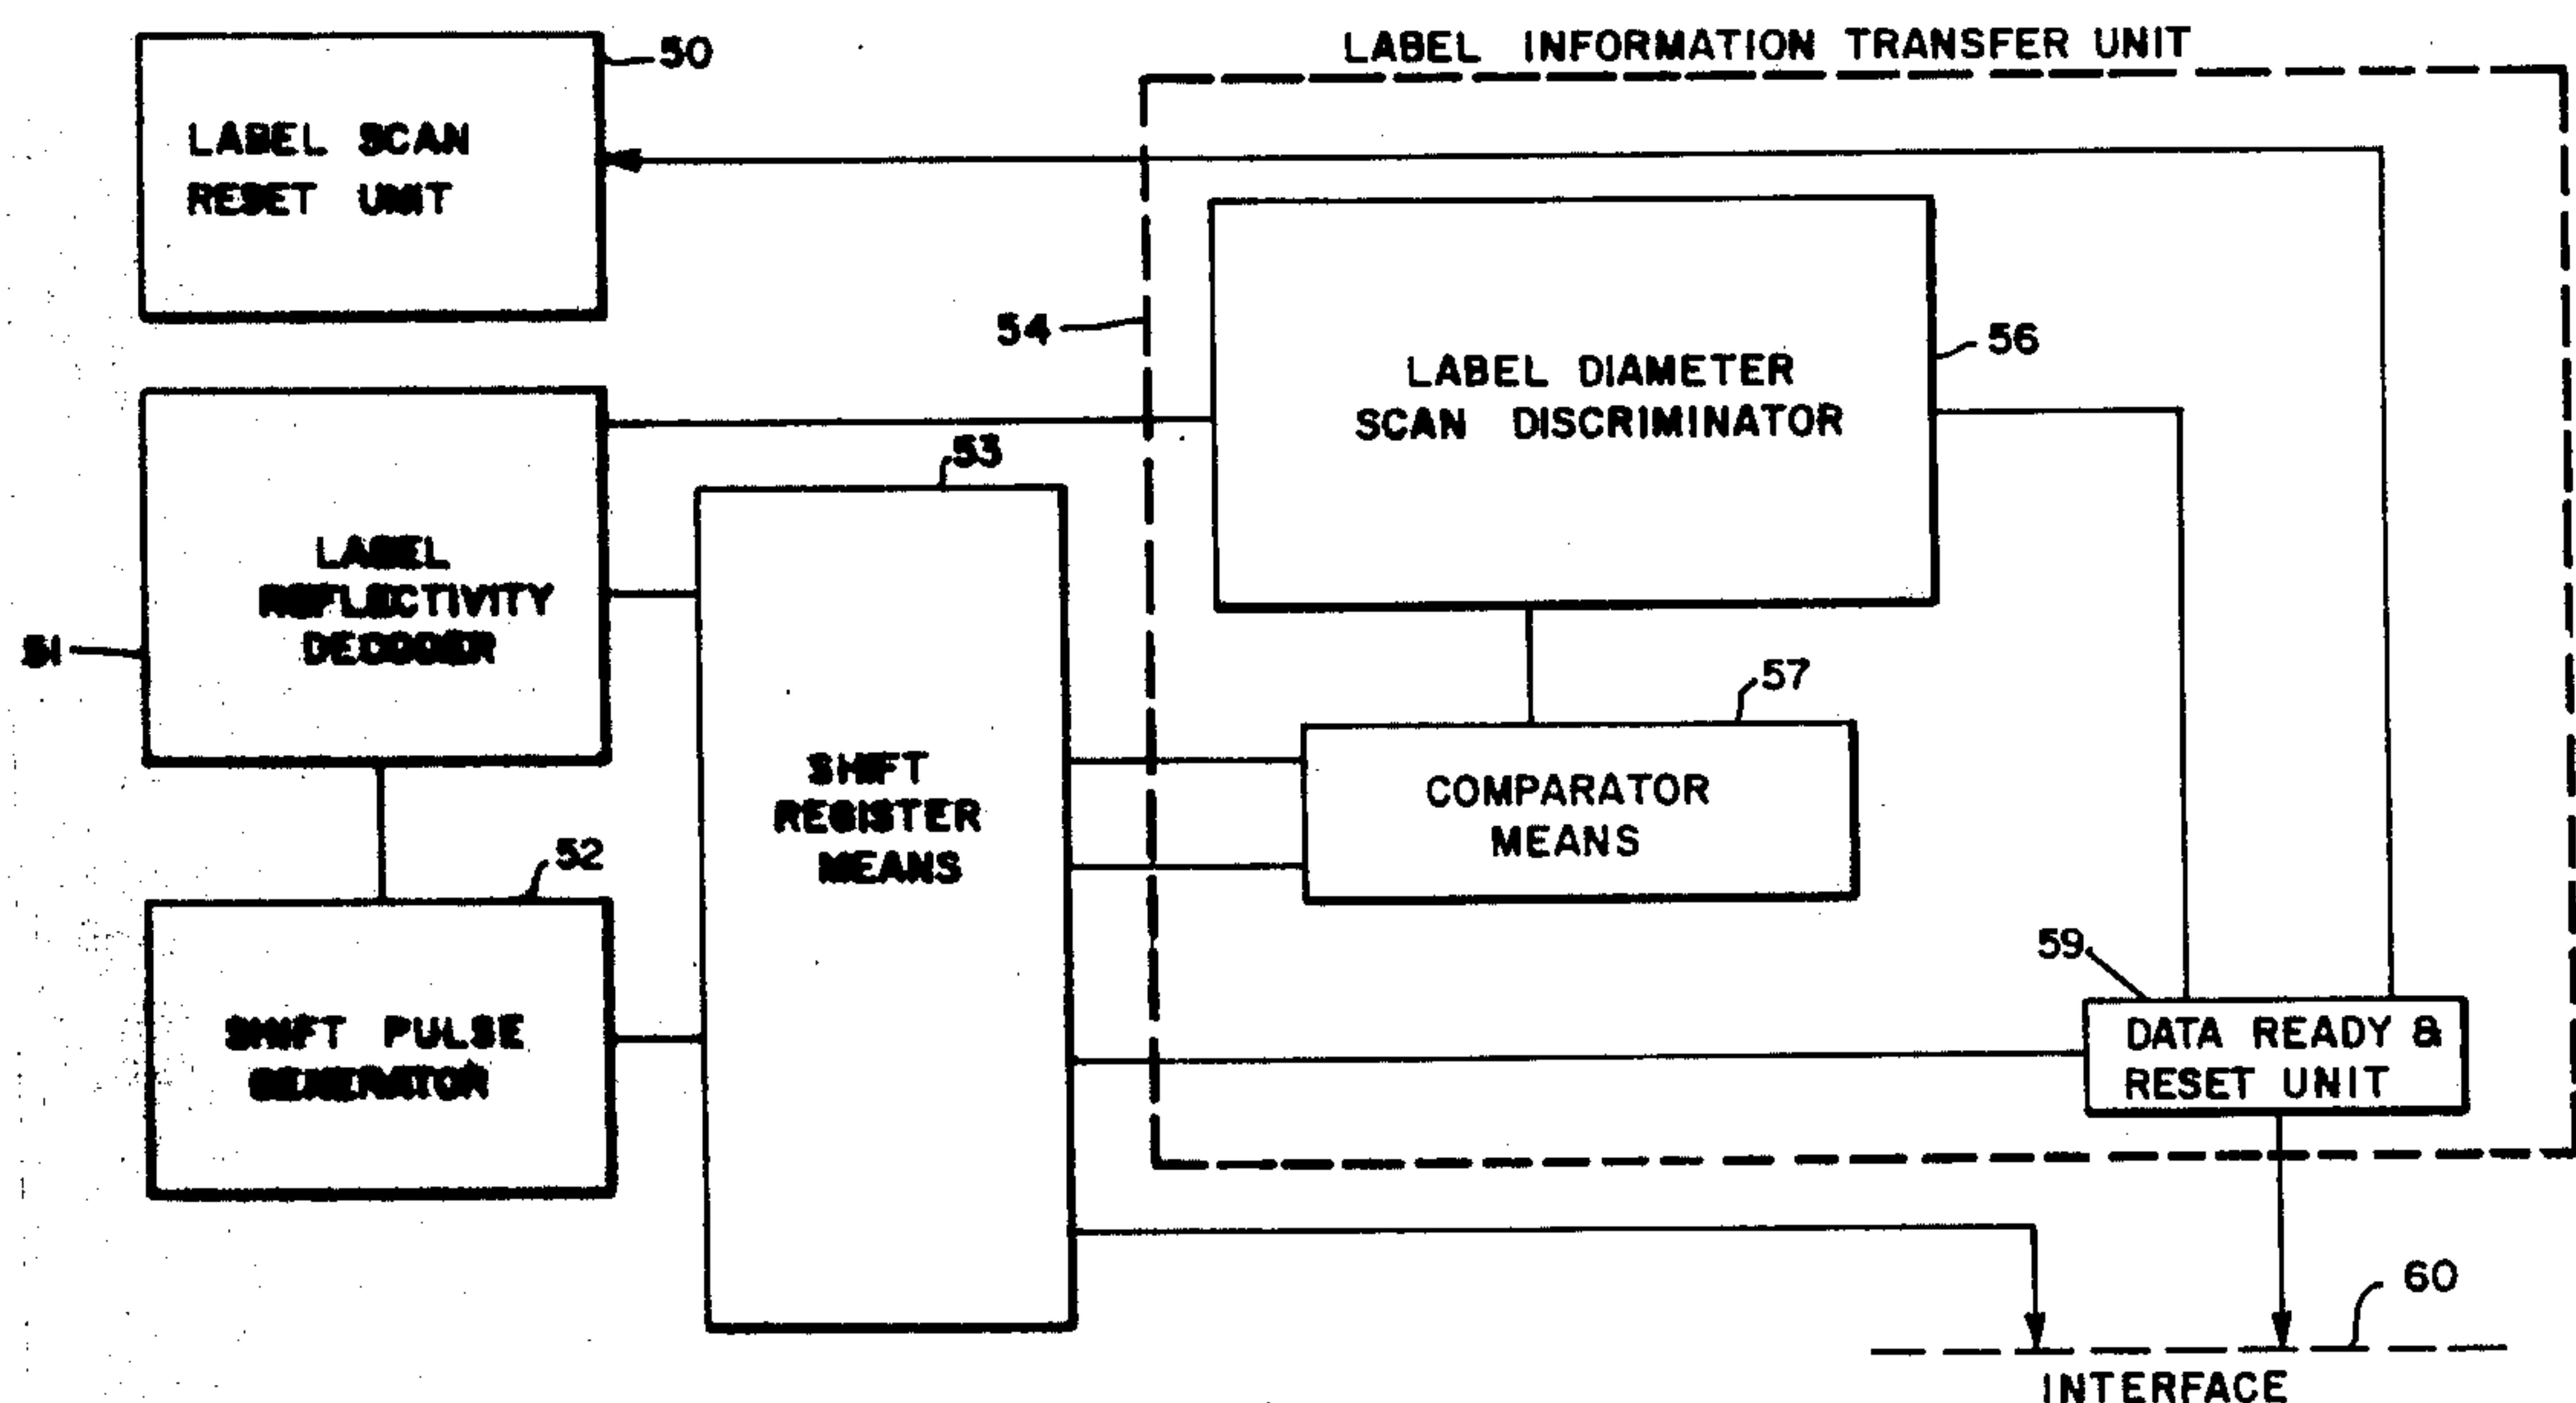 LABEL INFORMATION TRANSFER UNIT
50
LABEL SCAN
RESET UNIT
54
56
LABEL DIAMETER
SCAN DISCRIMINATOR
53
51
LABEL
REFLECTIVITY
DECODER
57
SHIFT
REGISTER
MEANS
COMPARATOR
MEANS
52
SHIFT PULSE
GENERATOR
59
DATA READY &
RESET UNIT
60
INTERFACE